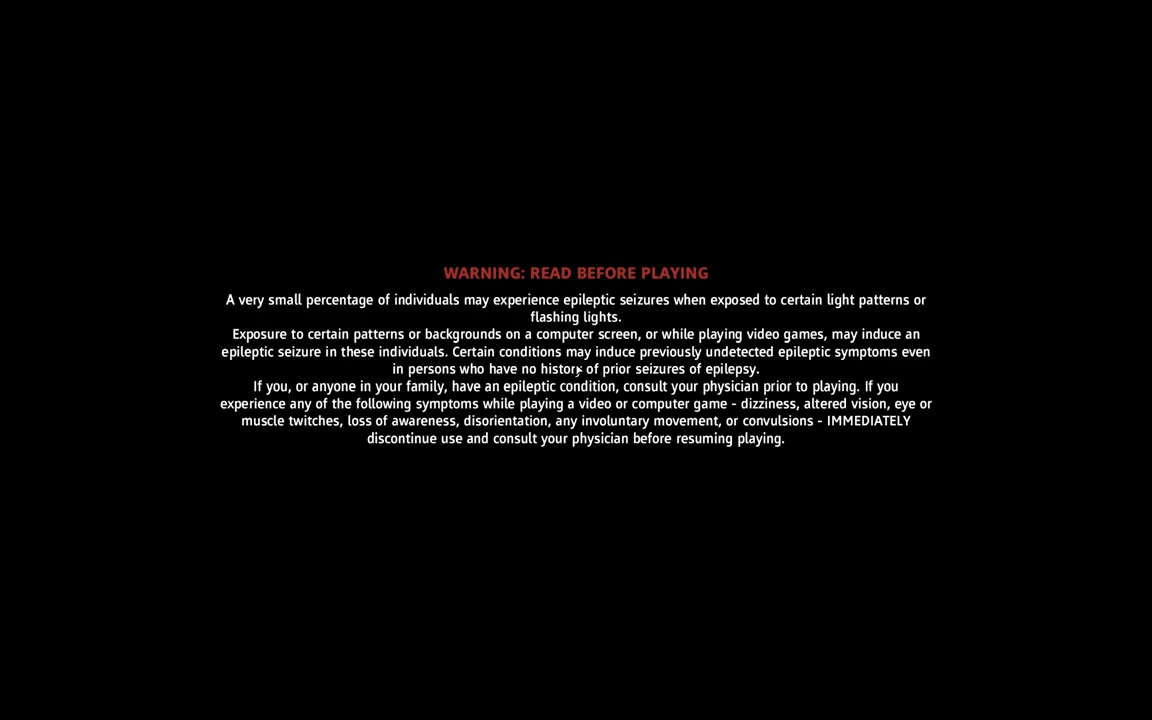 WARNING: READ BEFORE PLAYING
A very small percentage of individuals may experience epileptic seizures when exposed to certain light patterns or
flashing lights.
Exposure to certain patterns or backgrounds on a computer screen, or while playing video games, may induce an
epileptic seizure in these individuals. Certain conditions may induce previously undetected epileptic symptoms even
in persons who have no history of prior seizures of epilepsy.
If you, or anyone in your family, have an epileptic condition, consult your physician prior to playing. If you
experience any of the following symptoms while playing a video or computer game - dizziness, altered vision, eye or
muscle twitches, loss of awareness, disorientation, any involuntary movement, or convulsions - IMMEDIATELY
discontinue use and consult your physician before resuming playing.